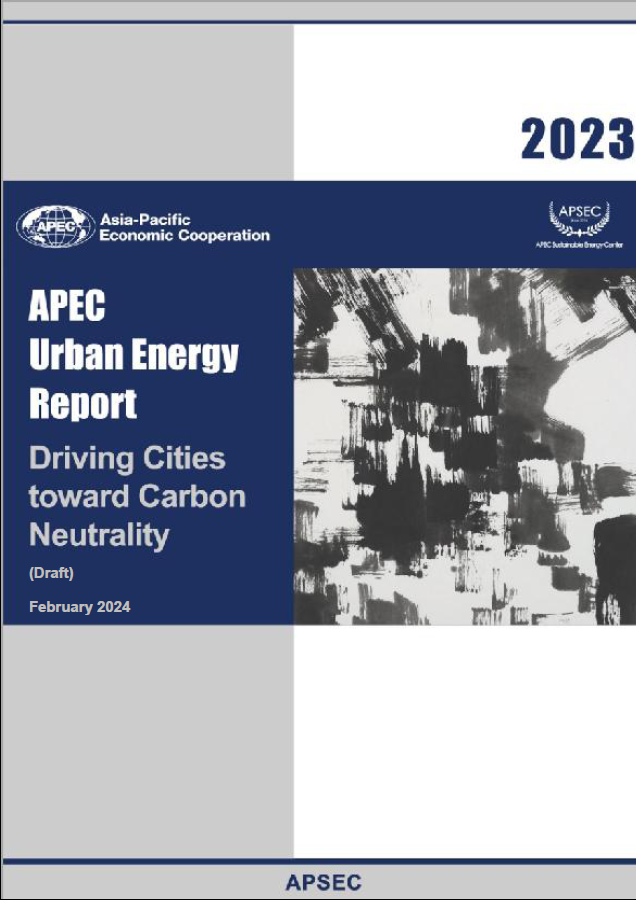 2023
APEC
Asia-Pacific
Economic Cooperation
APSEC
APEC Sustainable Energy Center
APEC
Urban Energy
Report
Driving Cities
toward Carbon
Neutrality
(Draft)
February 2024
APSEC